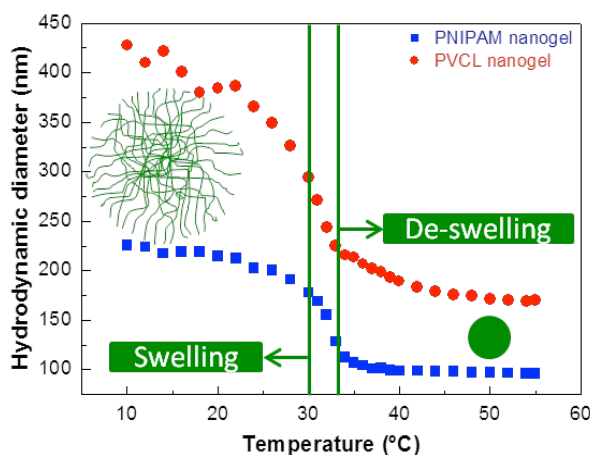 Hydrodynamic diameter (nm)
450
400
350
300
250
200
150
100
PNIPAM nanogel
PVCL nanogel
De-swelling
Swelling
10
20
30
40
50
60
Temperature (°C)